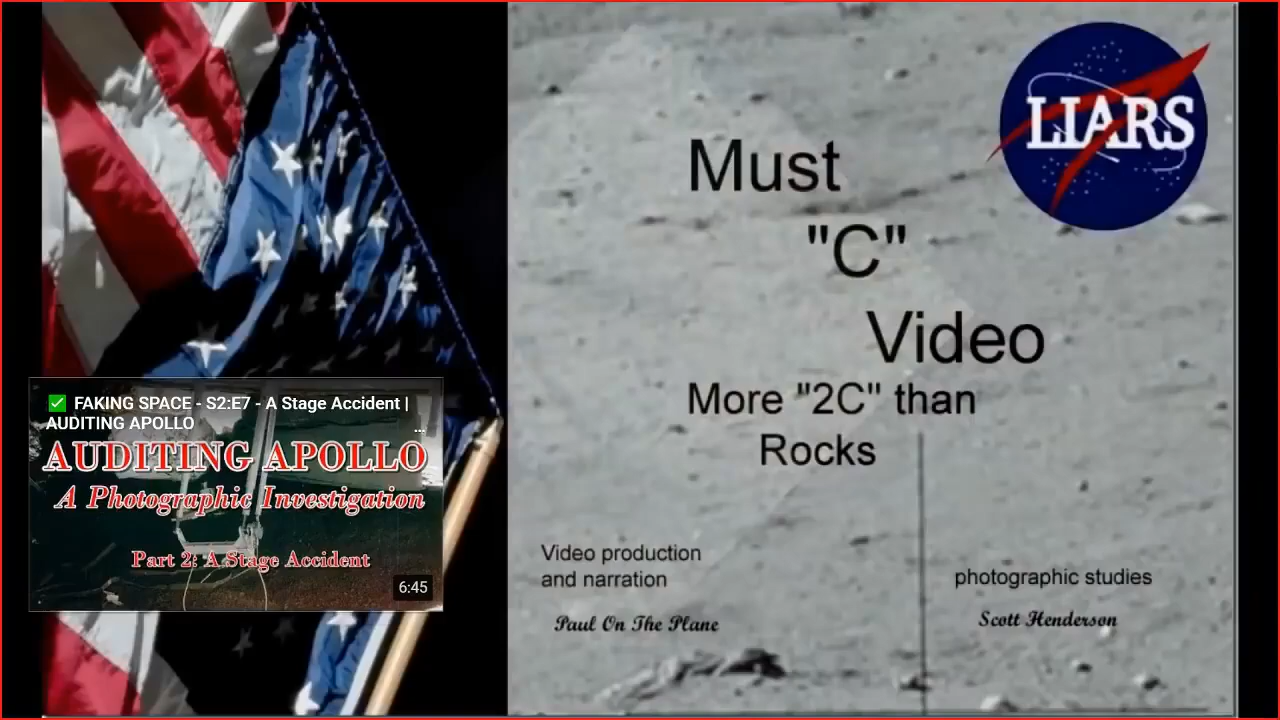 LIARS
Must
"C"
Video
More "2C" than
Rocks
✅ FAKING SPACE - S2:E7 - A Stage Accident |
AUDITING APOLLO
...
AUDITING APOLLO
A Photographic Investigation
Part 2: A Stage Accident
6:45
Video production
and narration
Paul On The Plane
photographic studies
Scott Henderson